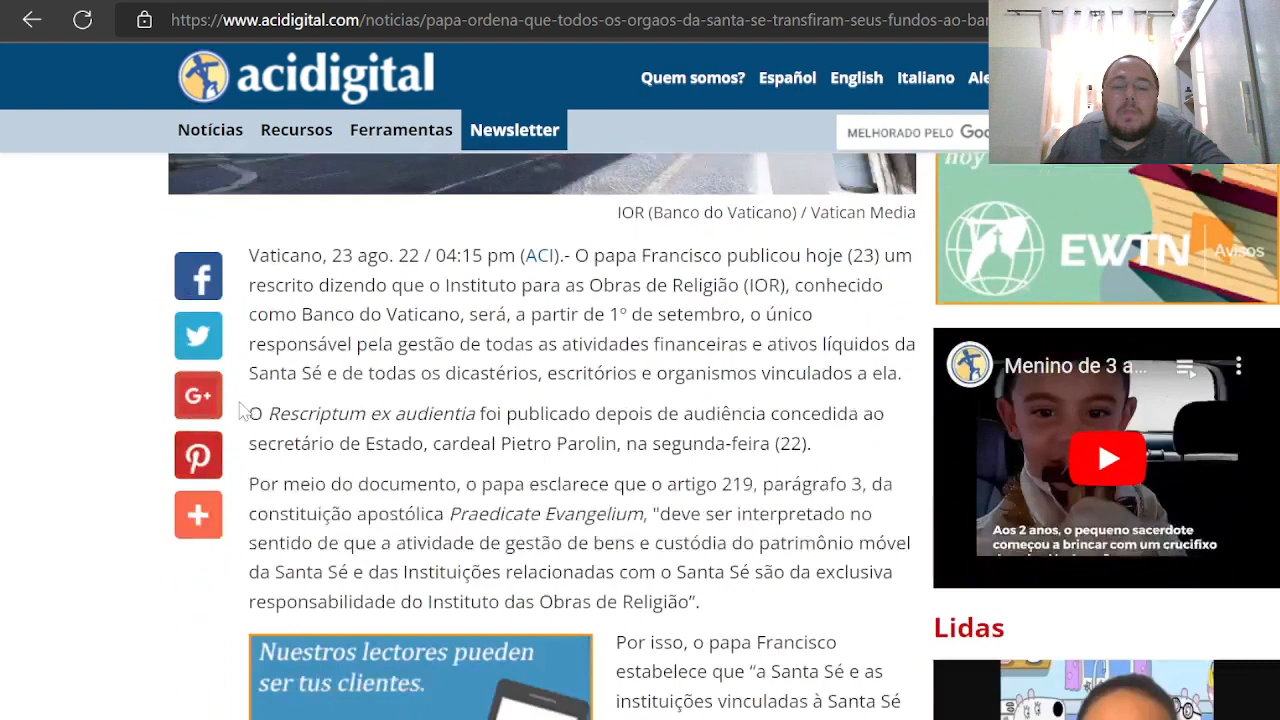 https://www.acidigital.com/noticias/papa-ordena-que-todos-os-orgaos-da-santa-se-transfiram-seus-fundos-ao-ban
acidigital
Quem somos? Español English Italiano Ale
Notícias Recursos Ferramentas Newsletter
MELHORADO PELO Goo
hoy
EWTN Avisos
IOR (Banco do Vaticano) / Vatican Media
Vaticano, 23 ago. 22 / 04:15 pm (ACI).- O papa Francisco publicou hoje (23) um
rescrito dizendo que o Instituto para as Obras de Religião (IOR), conhecido
como Banco do Vaticano, será, a partir de 1º de setembro, o único
responsável pela gestão de todas as atividades financeiras e ativos líquidos da
Santa Sé e de todas as dicastérios, escritórios e organismos vinculados a ela.
O Rescriptum ex audientia foi publicado depois de audiência concedida ao
secretário de Estado, cardeal Pietro Parolin, na segunda-feira (22).
Por meio do documento, o papa esclarece que o artigo 219, parágrafo 3, da
constituição apostólica Praedicate Evangelium, "deve ser interpretado no
sentido de que a atividade de gestão de bens e custódia do patrimônio móvel
da Santa Sé e das Instituições relacionadas com o Santa Sé são da exclusiva
responsabilidade do Instituto das Obras de Religião”.
Nuestros lectores pueden
ser tus clientes.
Por isso, o papa Francisco
estabelece que “a Santa Sé e as
instituições vinculadas à Santa Sé
Menino de 3 a...
Aos 2 anos, o pequeno sacerdote
começou a brincar com um crucifixo
Lidas